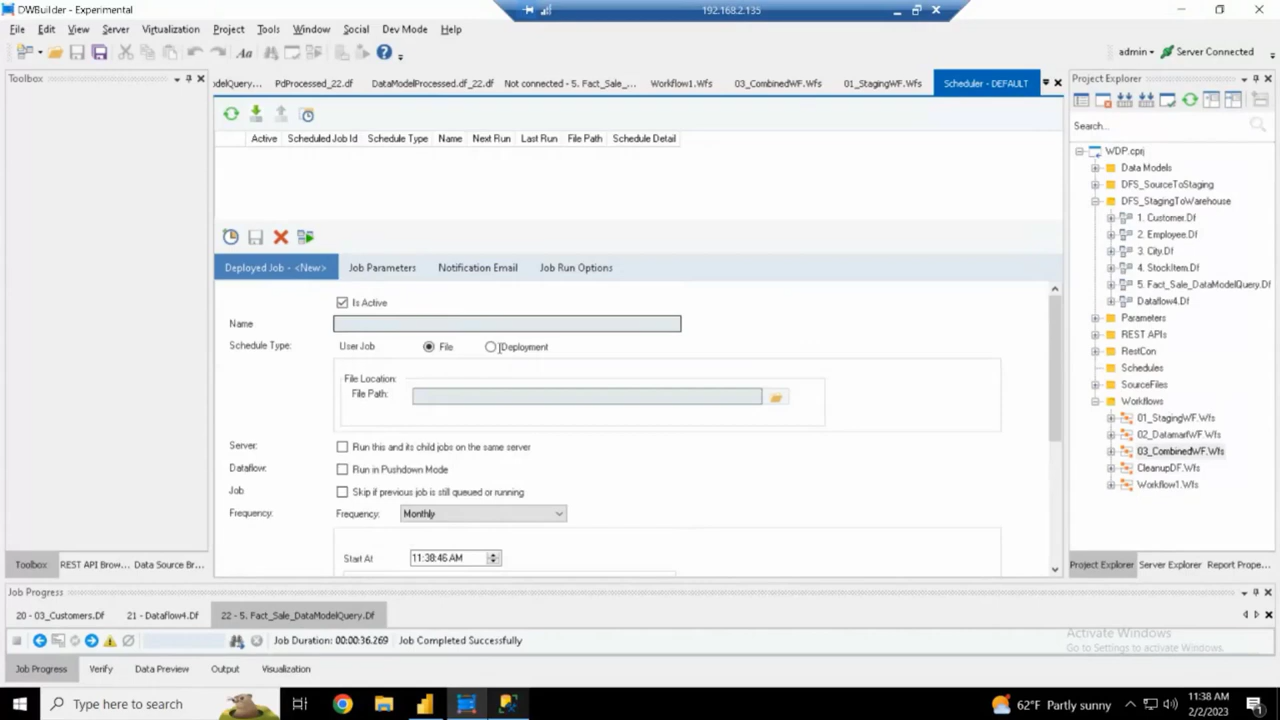 DWBuilder - Experimental
192.168.2.135
File Edit View Server Virtualization Project Tools Window Social Dev Mode Help
Aa
admin
Server Connected
Toolbox
PdProcessed_22.df
DataModelProcessed.df_22.df
Not connected - 5. Fact_Sale_...
Workflow1.Wfs
03_CombinedWF.Wfs
01_StagingWF.Wfs
Scheduler - DEFAULT
Active Scheduled Job Id Schedule Type Name Next Run Last Run File Path Schedule Detail
Deployed Job - <New>
Job Parameters
Notification Email
Job Run Options
Is Active
Name
Schedule Type: User Job File Deployment
File Location:
File Path:
Server: Run this and its child jobs on the same server
Dataflow: Run in Pushdown Mode
Job Skip if previous job is still queued or running
Frequency: Frequency: Monthly
Start At 11:38:46 AM
Project Explorer
Search...
WDP.cprj
Data Models
DFS_SourceToStaging
DFS_StagingToWarehouse
1. Customer.Df
2. Employee.Df
3. City.Df
4. StockItem.Df
5. Fact_Sale_DataModelQuery.Df
Dataflow4.Df
Parameters
REST APIs
RestCon
Schedules
SourceFiles
Workflows
01_StagingWF.Wfs
02_DatamartWF.Wfs
03_CombinedWF.Wfs
CleanupDF.Wfs
Workflow1.Wfs
Toolbox REST API Brow... Data Source Br...
Project Explorer Server Explorer Report Prope...
Job Progress
20 - 03_Customers.Df
21 - Dataflow4.Df
22 - 5. Fact_Sale_DataModelQuery.Df
Job Duration: 00:00:36.269 Job Completed Successfully
Activate Windows
Go to Settings to activate Windows.
Job Progress Verify Data Preview Output Visualization
Type here to search
62°F Partly sunny
11:38 AM
2/2/2023
1